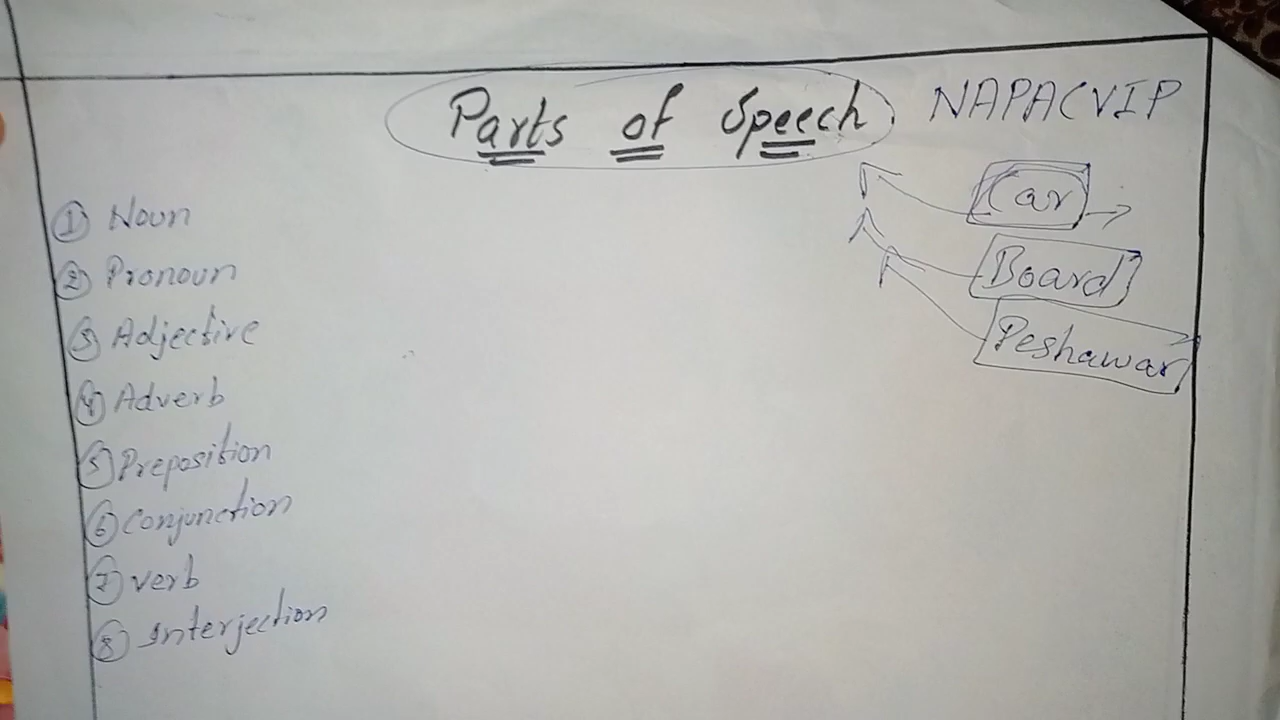 Parts of Speech NAPACVIP
Car
Board
Peshawar
① Noun
② Pronoun
③ Adjective
④ Adverb
⑤ Preposition
⑥ Conjunction
⑦ verb
⑧ Interjection